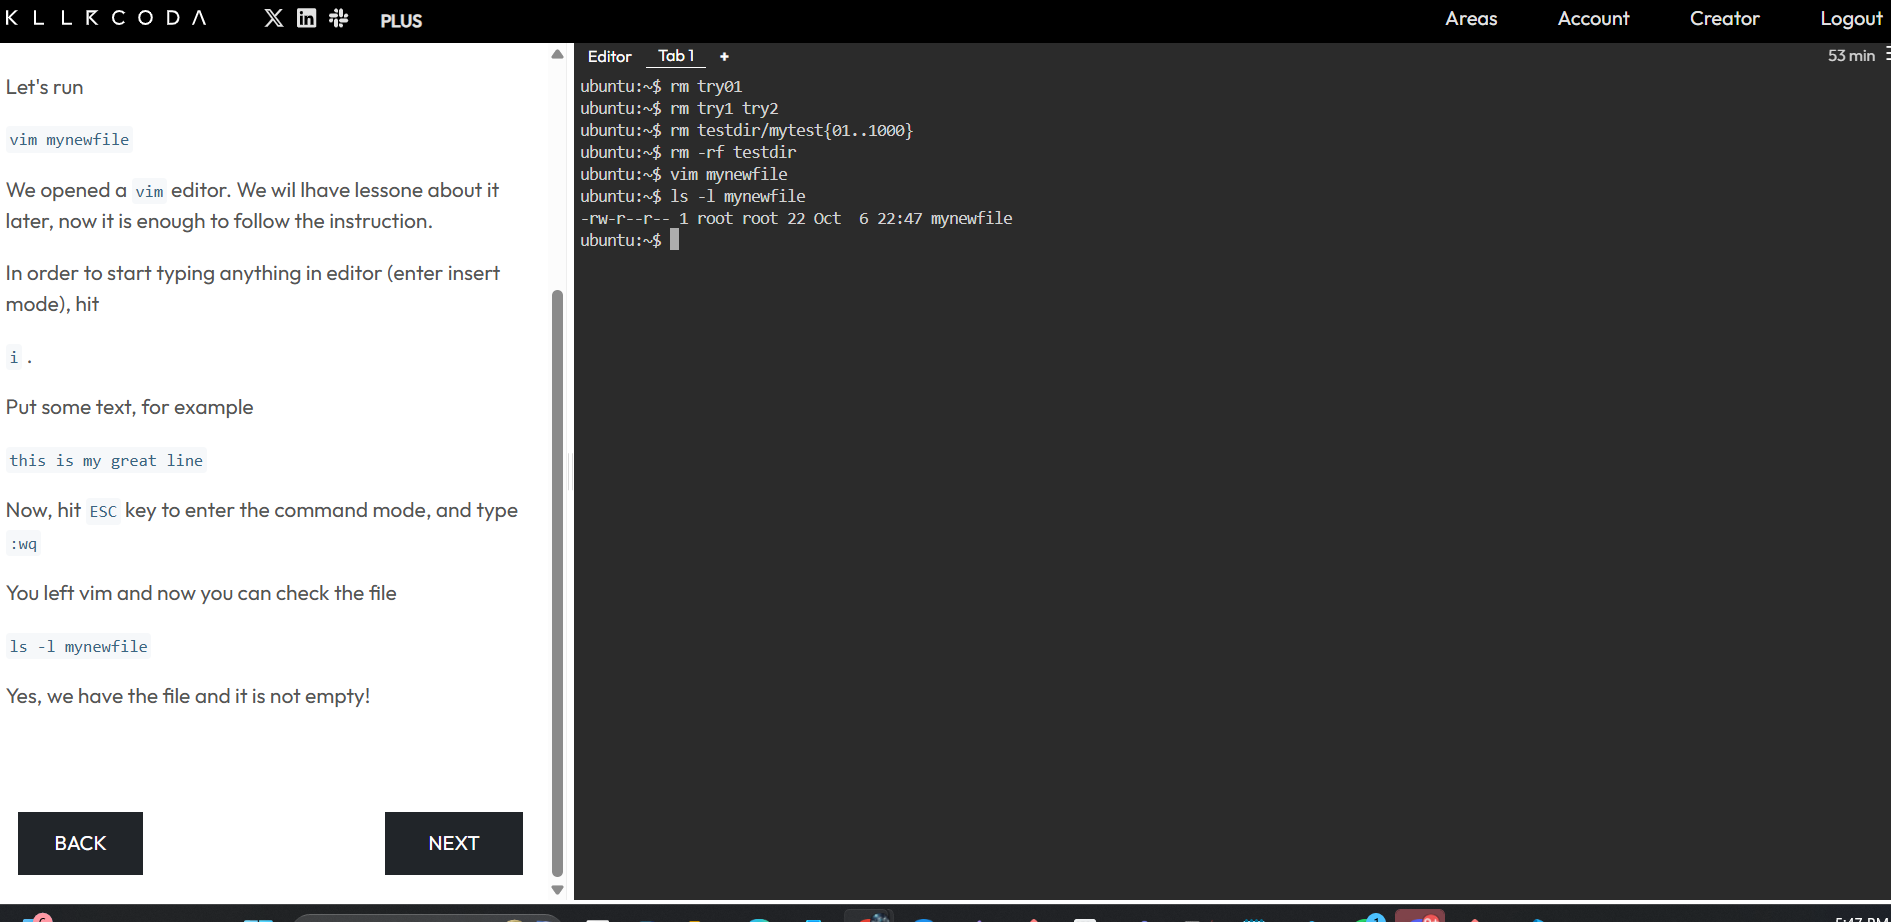 KLLRCODA PLUS Areas Account Creator Logout
Let's run
vim mynewfile
We opened a vim editor. We wil lhave lessone about it
later, now it is enough to follow the instruction.
In order to start typing anything in editor (enter insert
mode), hit
i .
Put some text, for example
this is my great line
Now, hit ESC key to enter the command mode, and type
:wq
You left vim and now you can check the file
ls -l mynewfile
Yes, we have the file and it is not empty!
BACK NEXT
Editor Tab 1 + 53 min
ubuntu:~$ rm try01
ubuntu:~$ rm try1 try2
ubuntu:~$ rm testdir/mytest{01..1000}
ubuntu:~$ rm -rf testdir
ubuntu:~$ vim mynewfile
ubuntu:~$ ls -l mynewfile
-rw-r--r-- 1 root root 22 Oct  6 22:47 mynewfile
ubuntu:~$